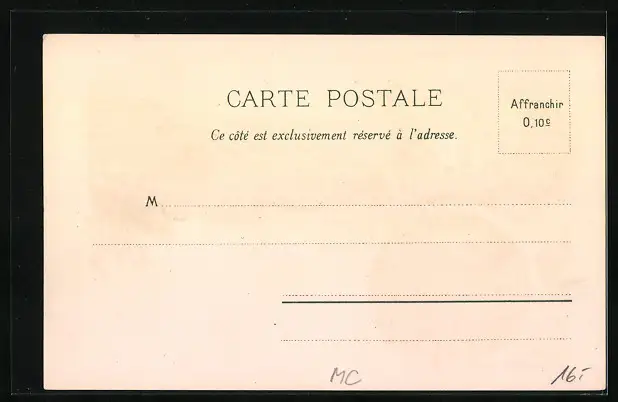 CARTE POSTALE
Ce côté est exclusivement réservé à l'adresse.
Affranchir
0,10c
M
MC
16,-